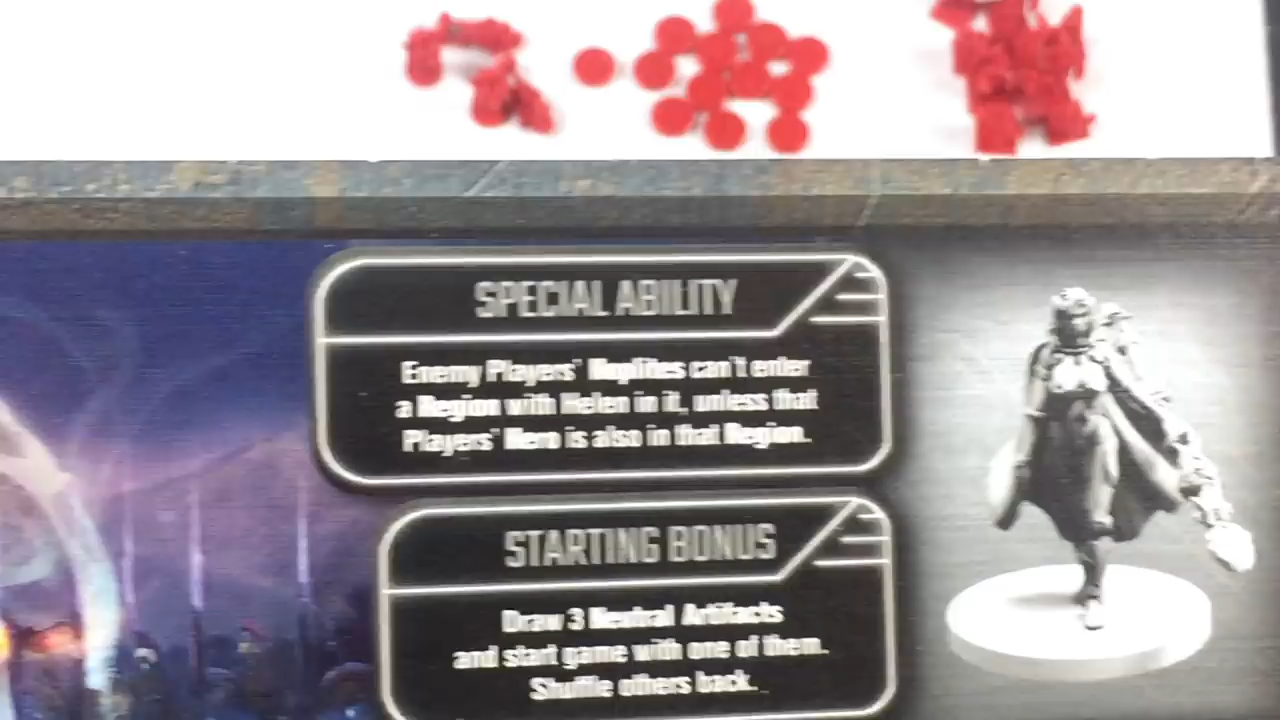 SPECIAL ABILITY
Enemy Players' Hoplites can't enter
a Region with Helen in it, unless that
Players' Hero is also in that Region.
STARTING BONUS
Draw 3 Neutral Artifacts
and start game with one of them.
Shuffle others back.